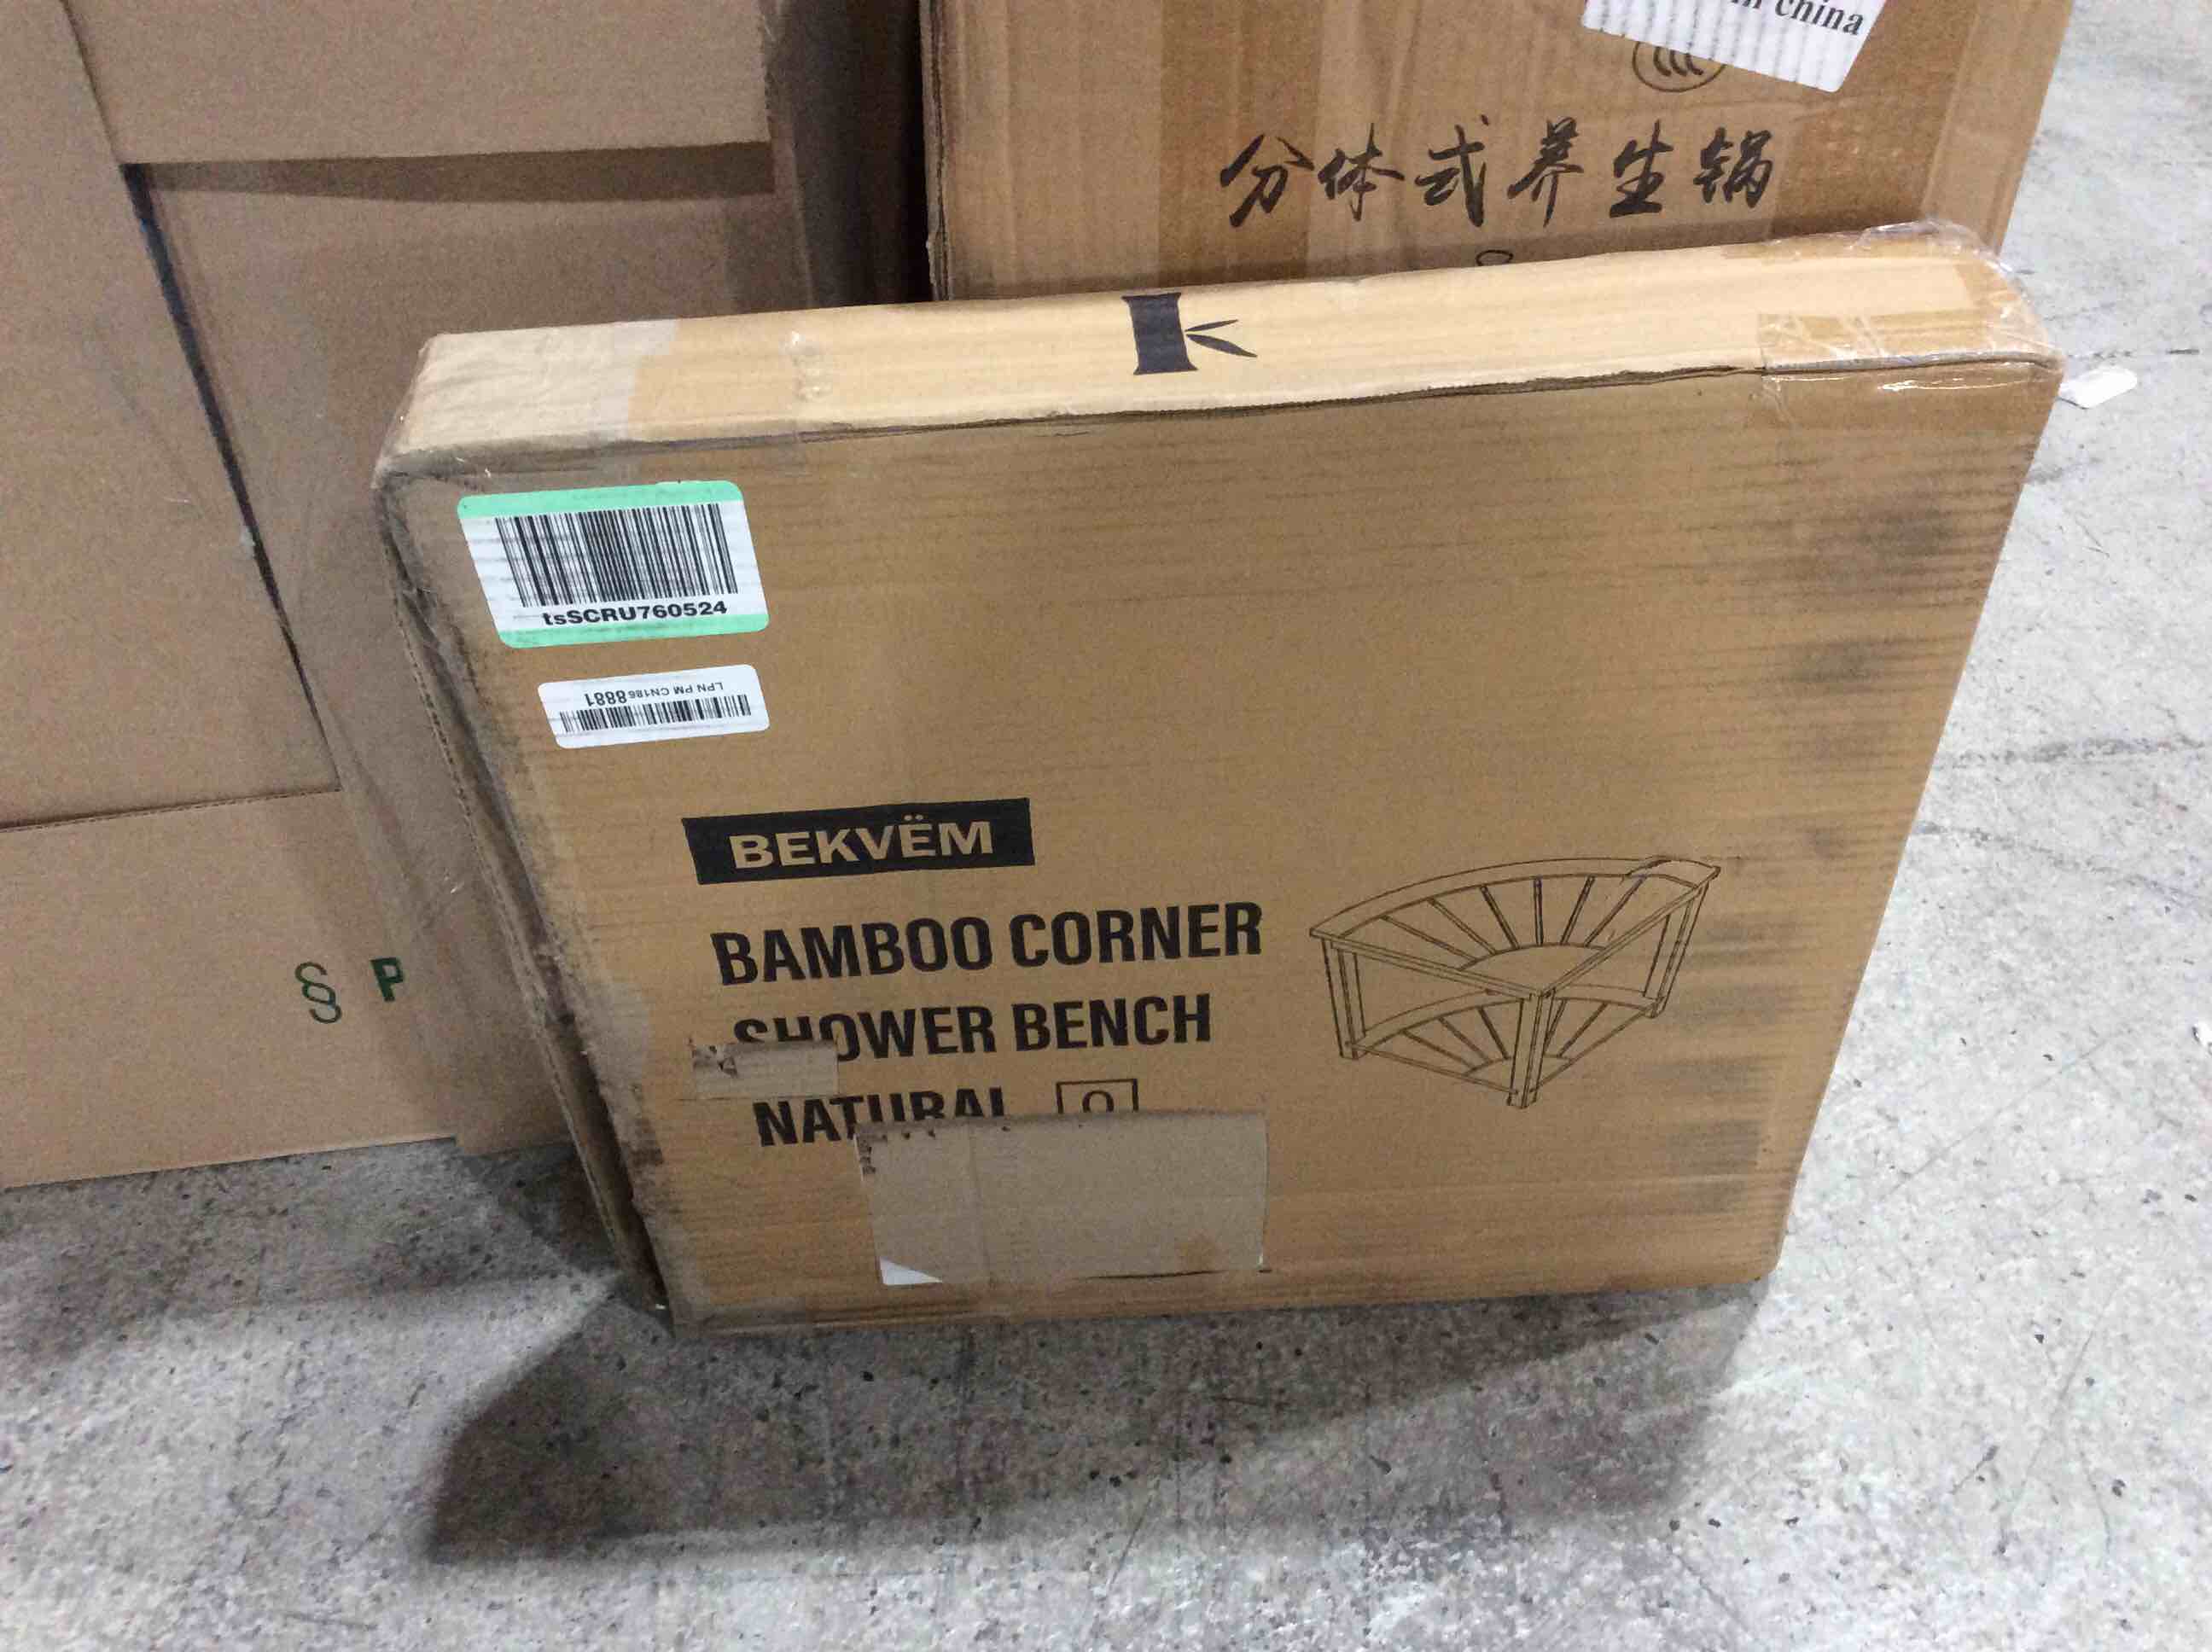 in china
分体式养生锅
K
tsSCRU760524
LPN PM CN186 8881
BEKVËM
BAMBOO CORNER
SHOWER BENCH
NATURAL
§ P